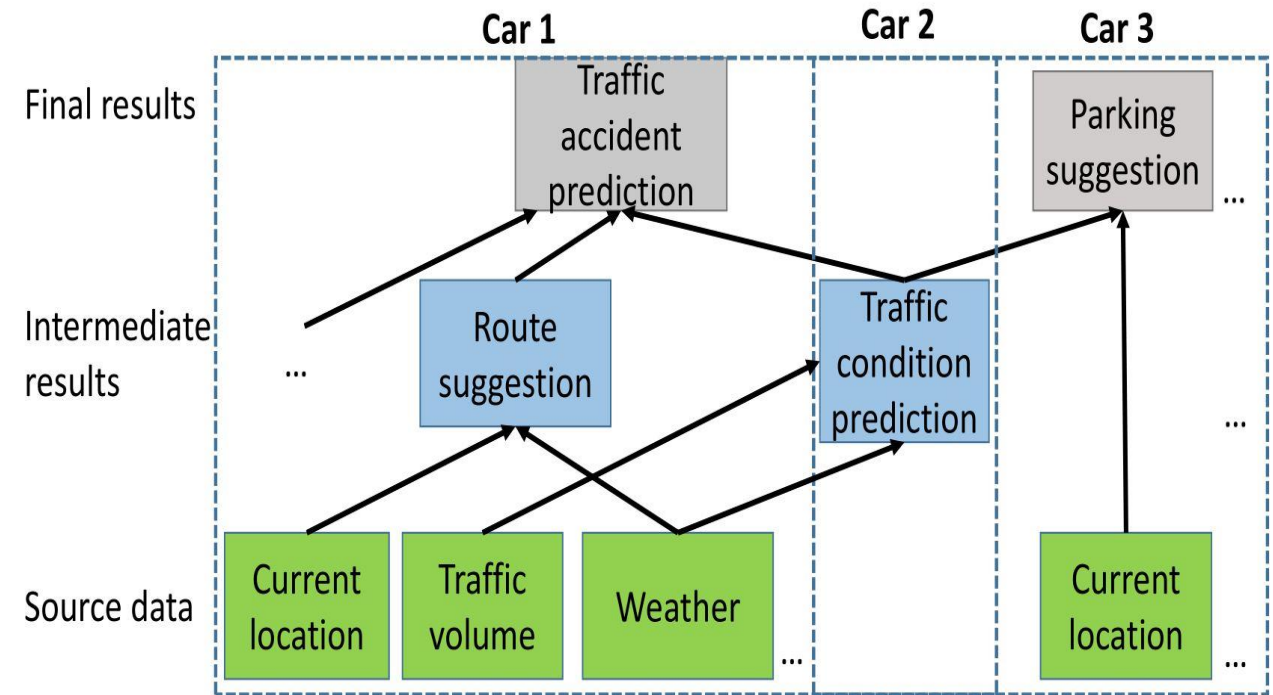 Car 1
Car 2
Car 3
Final results
Traffic
accident
prediction
Parking
suggestion
...
Intermediate
results
...
Route
suggestion
Traffic
condition
prediction
...
Source data
Current
location
Traffic
volume
Weather
...
Current
location
...